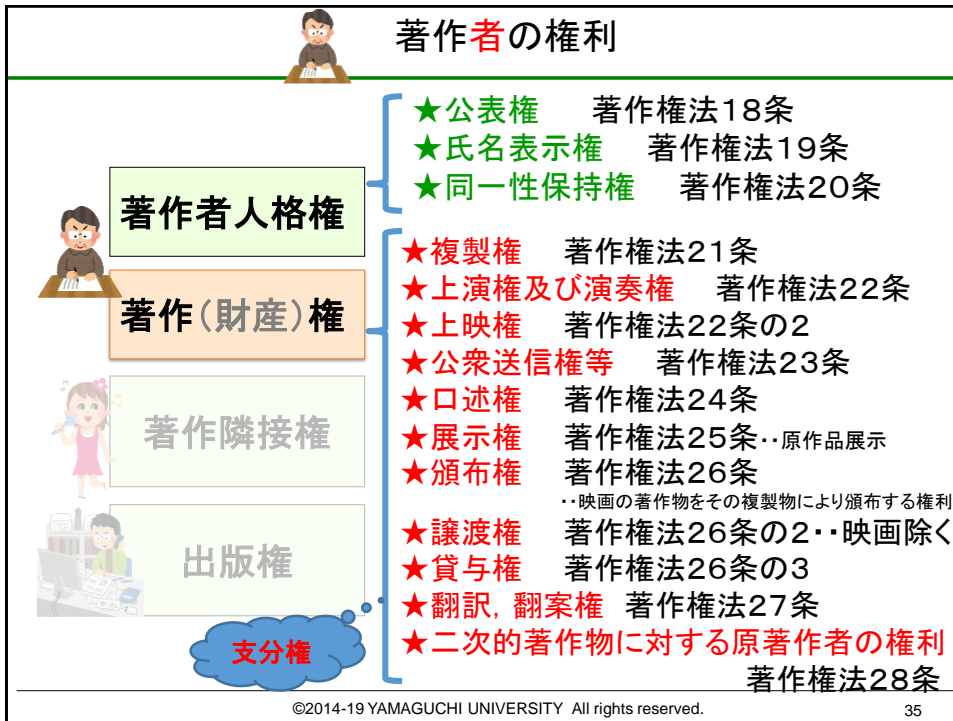 著作者の権利
著作者人格権
★公表権 著作権法18条
★氏名表示権 著作権法19条
★同一性保持権 著作権法20条
著作(財産)権
★複製権 著作権法21条
★上演権及び演奏権 著作権法22条
★上映権 著作権法22条の2
★公衆送信権等 著作権法23条
★口述権 著作権法24条
★展示権 著作権法25条‥原作品展示
★頒布権 著作権法26条
‥映画の著作物をその複製物により頒布する権利
★譲渡権 著作権法26条の2‥映画除く
★貸与権 著作権法26条の3
★翻訳,翻案権 著作権法27条
★二次的著作物に対する原著作者の権利
著作権法28条
支分権
著作隣接権
出版権
©2014-19 YAMAGUCHI UNIVERSITY All rights reserved.
35